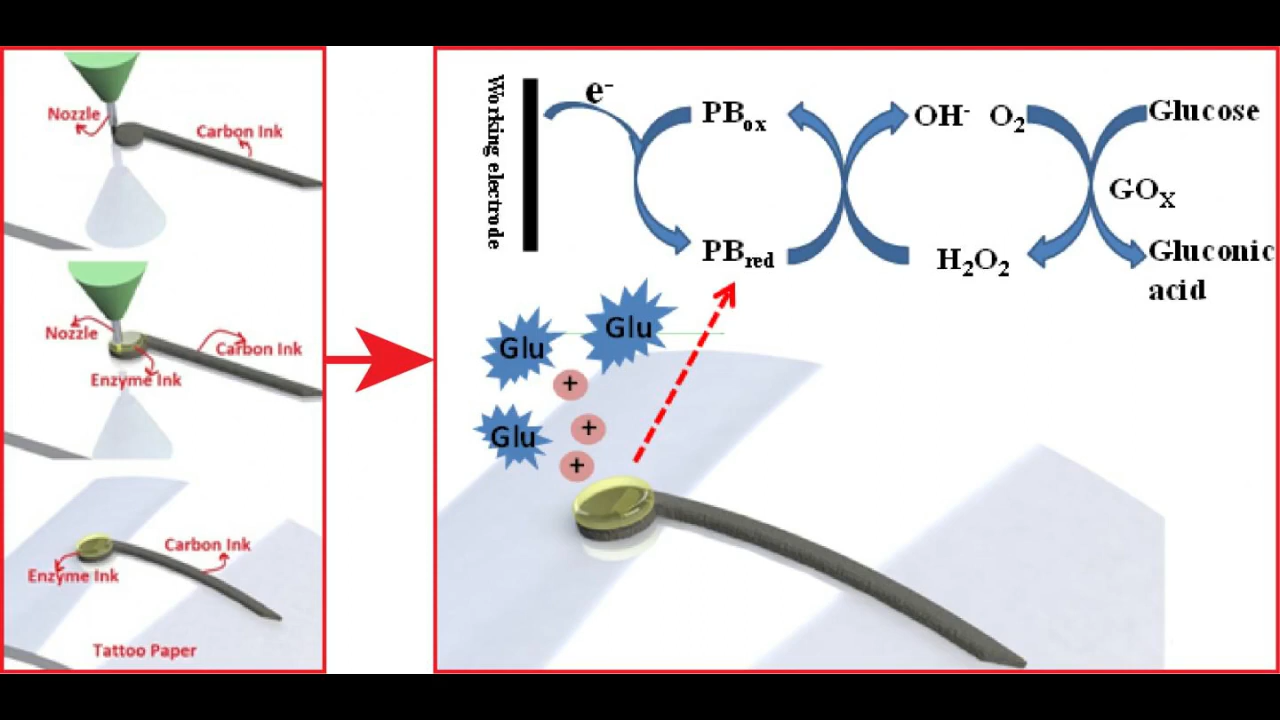 Nozzle
Carbon Ink
Nozzle
Carbon Ink
Enzyme Ink
Carbon Ink
Enzyme Ink
Tattoo Paper
Working electrode
e⁻
PBox
OH⁻ O₂
Glucose
GOX
PBred
H₂O₂
Gluconic
acid
Glu
Glu
+
+
Glu
+